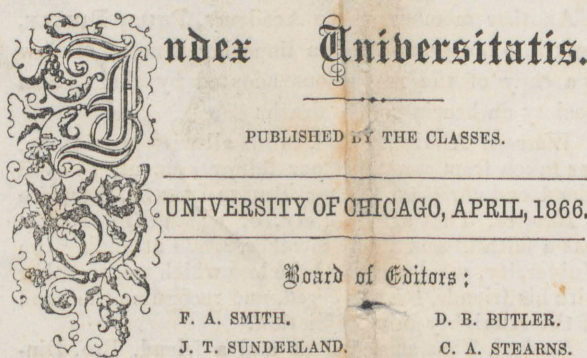 Index Universitatis.
PUBLISHED BY THE CLASSES.
UNIVERSITY OF CHICAGO, APRIL, 1866.
Board of Editors:
F. A. SMITH. D. B. BUTLER.
J. T. SUNDERLAND. C. A. STEARNS.